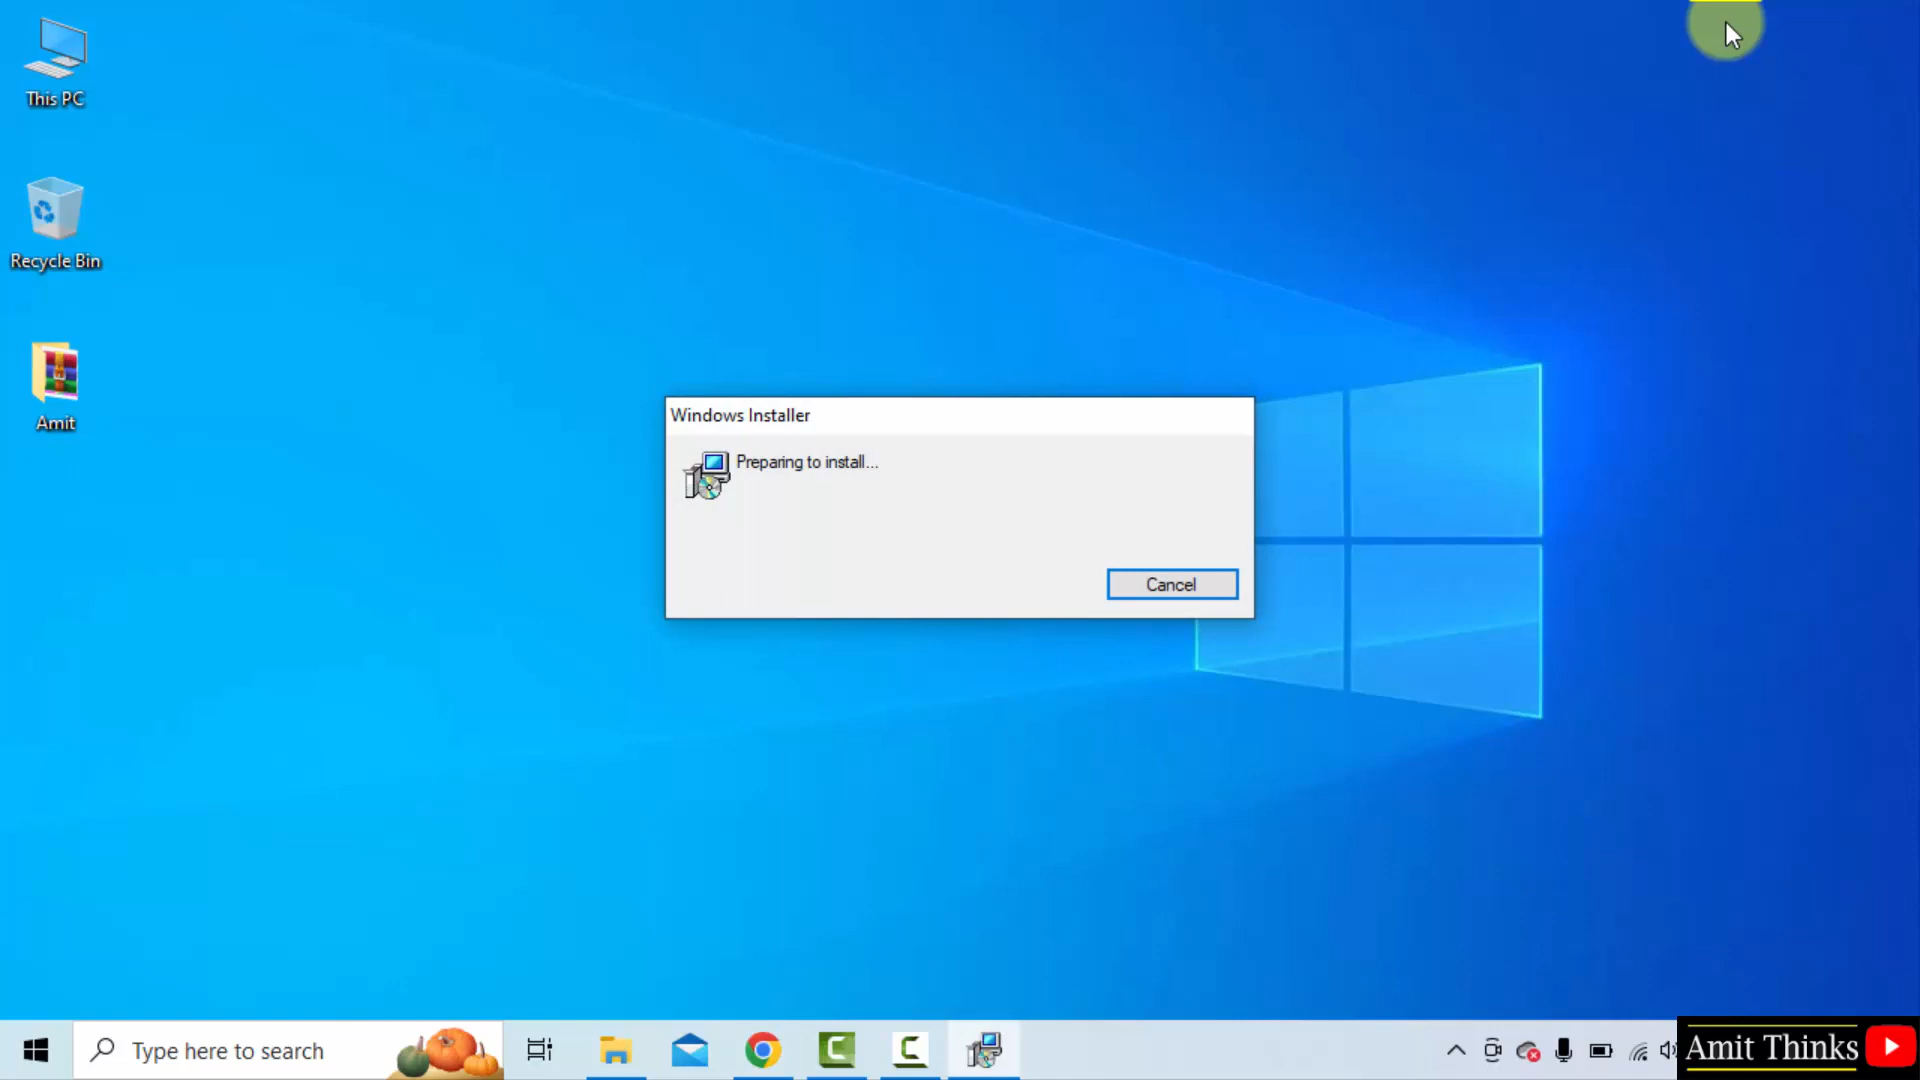 This PC
Recycle Bin
Amit
Windows Installer
Preparing to install...
Cancel
Type here to search
Amit Thinks